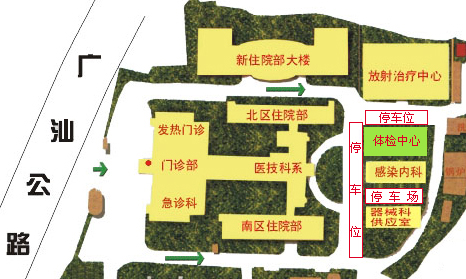 广汕公路
新住院部大楼
放射治疗中心
北区住院部
停车位
发热门诊
体检中心
门诊部
医技科系
停车位
感染内科
急诊科
停车场
器械科
供应室
南区住院部